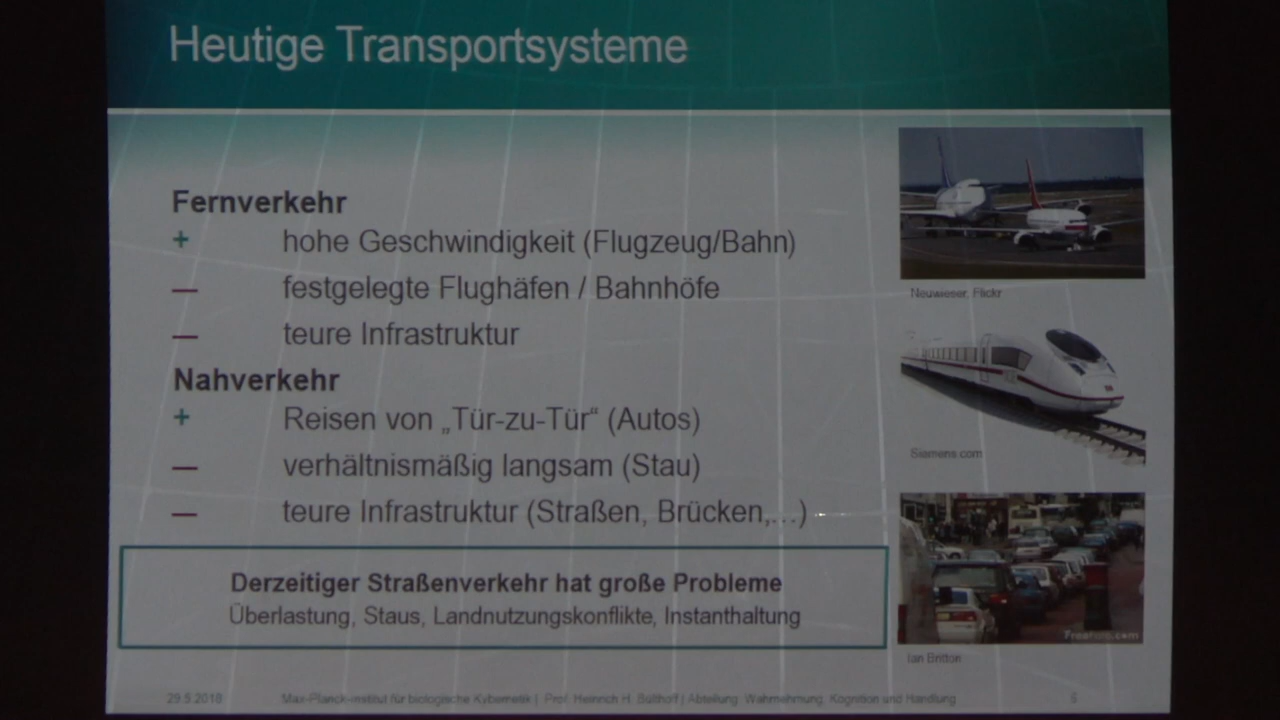 Heutige Transportsysteme
Fernverkehr
+ hohe Geschwindigkeit (Flugzeug/Bahn)
— festgelegte Flughäfen / Bahnhöfe
— teure Infrastruktur
Nahverkehr
+ Reisen von „Tür-zu-Tür“ (Autos)
— verhältnismäßig langsam (Stau)
— teure Infrastruktur (Straßen, Brücken,…)
Derzeitiger Straßenverkehr hat große Probleme
Überlastung, Staus, Landnutzungskonflikte, Instanthaltung
Neuwieser, Flickr
Siemens.com
FreeFoto.com
Ian Britton
29.5.2018 Max-Planck-Institut für biologische Kybernetik | Prof. Heinrich H. Bülthoff | Abteilung: Wahrnehmung, Kognition und Handlung